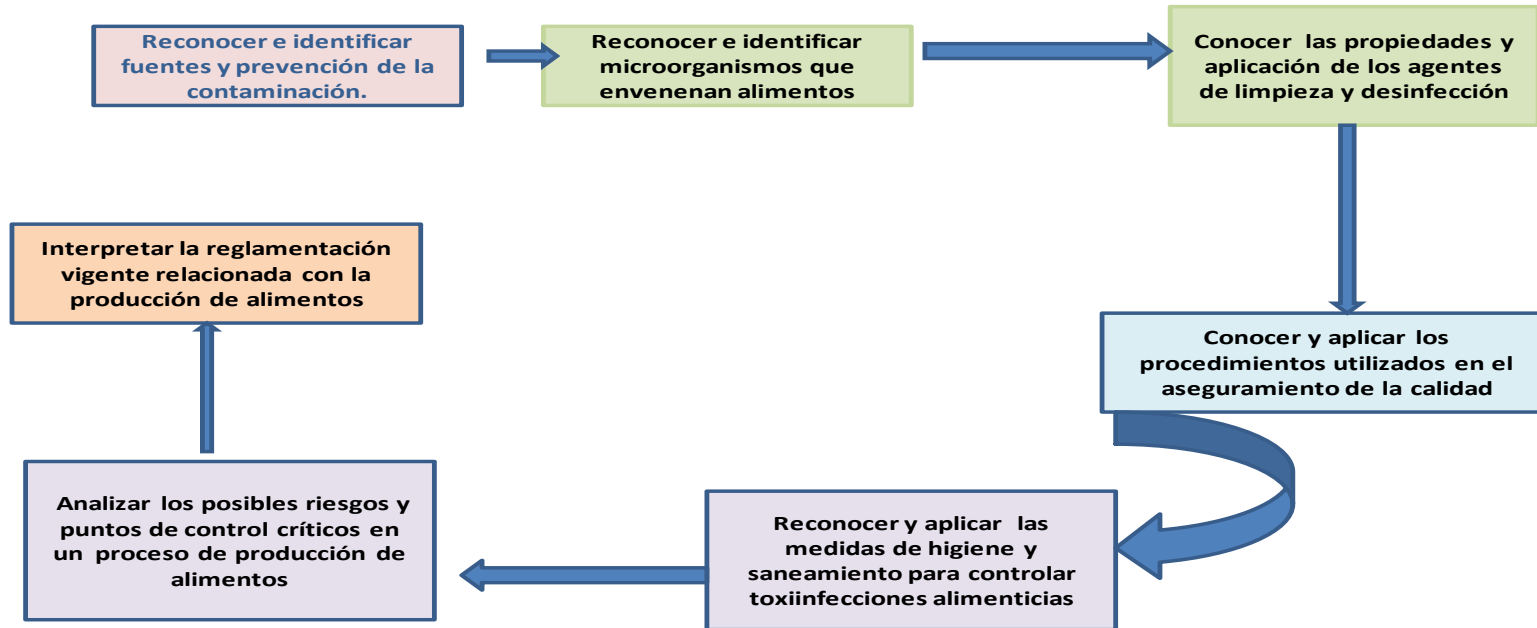 Reconocer e identificar
fuentes y prevención de la
contaminación.
Reconocer e identificar
microorganismos que
envenenan alimentos
Conocer las propiedades y
aplicación de los agentes
de limpieza y desinfección
Conocer y aplicar los
procedimientos utilizados en el
aseguramiento de la calidad
Reconocer y aplicar las
medidas de higiene y
saneamiento para controlar
toxiinfecciones alimenticias
Analizar los posibles riesgos y
puntos de control críticos en
un proceso de producción de
alimentos
Interpretar la reglamentación
vigente relacionada con la
producción de alimentos